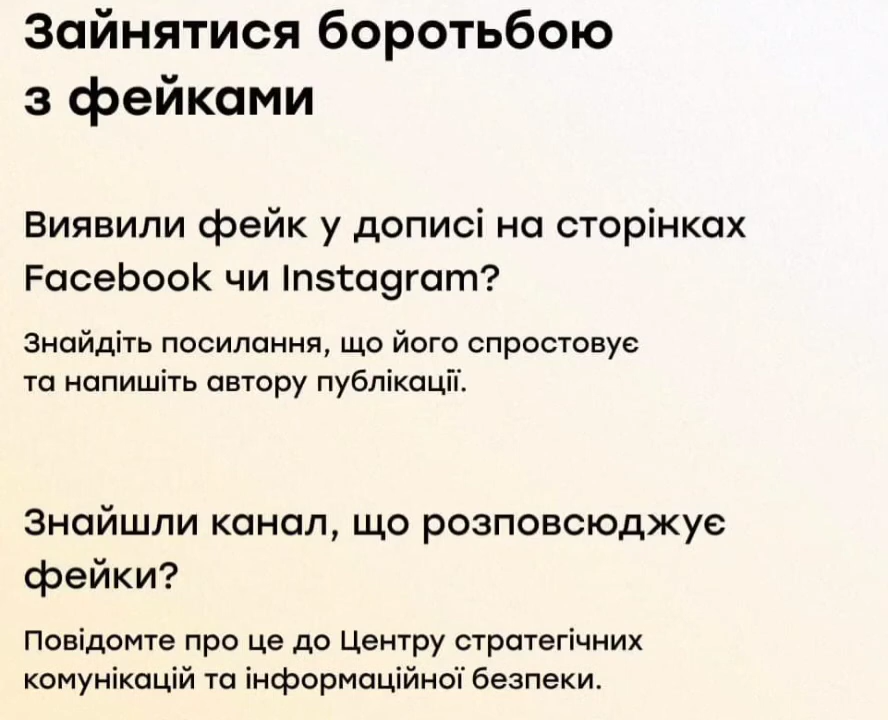 Зайнятися боротьбою
з фейками
Виявили фейк у дописі на сторінках
Facebook чи Instagram?
Знайдіть посилання, що його спростовує
та напишіть автору публікації.
Знайшли канал, що розповсюджує
фейки?
Повідомте про це до Центру стратегічних
комунікацій та інформаційної безпеки.